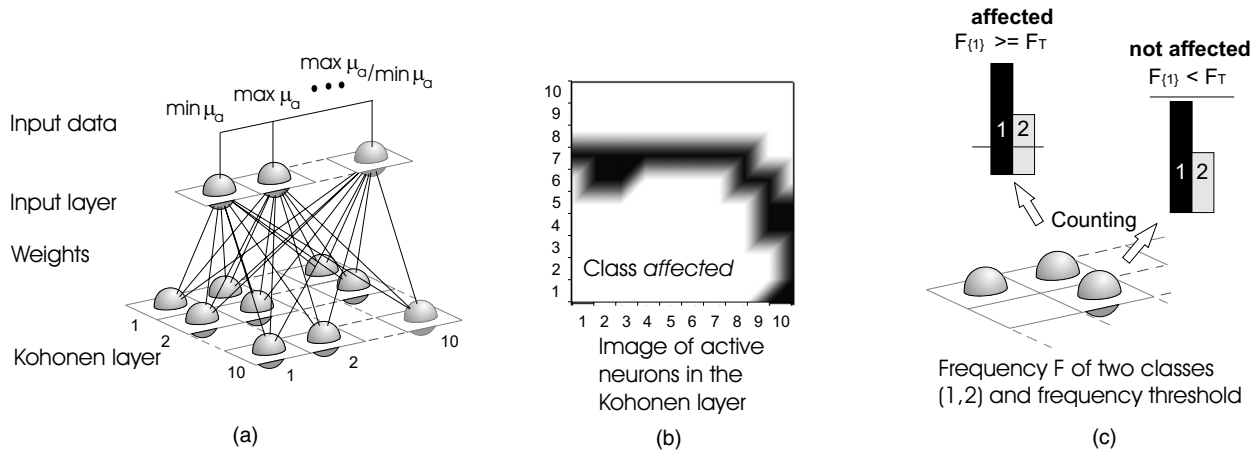 max μa/min μa
max μa
min μa
Input data
Input layer
Weights
Kohonen layer
1
2
10
1
2
10
(a)
10
9
8
7
6
5
4
3
2
1
Class affected
1 2 3 4 5 6 7 8 9 10
Image of active
neurons in the
Kohonen layer
(b)
affected
F{1} >= FT
1 2
not affected
F{1} < FT
1 2
Counting
Frequency F of two classes
(1,2) and frequency threshold
(c)